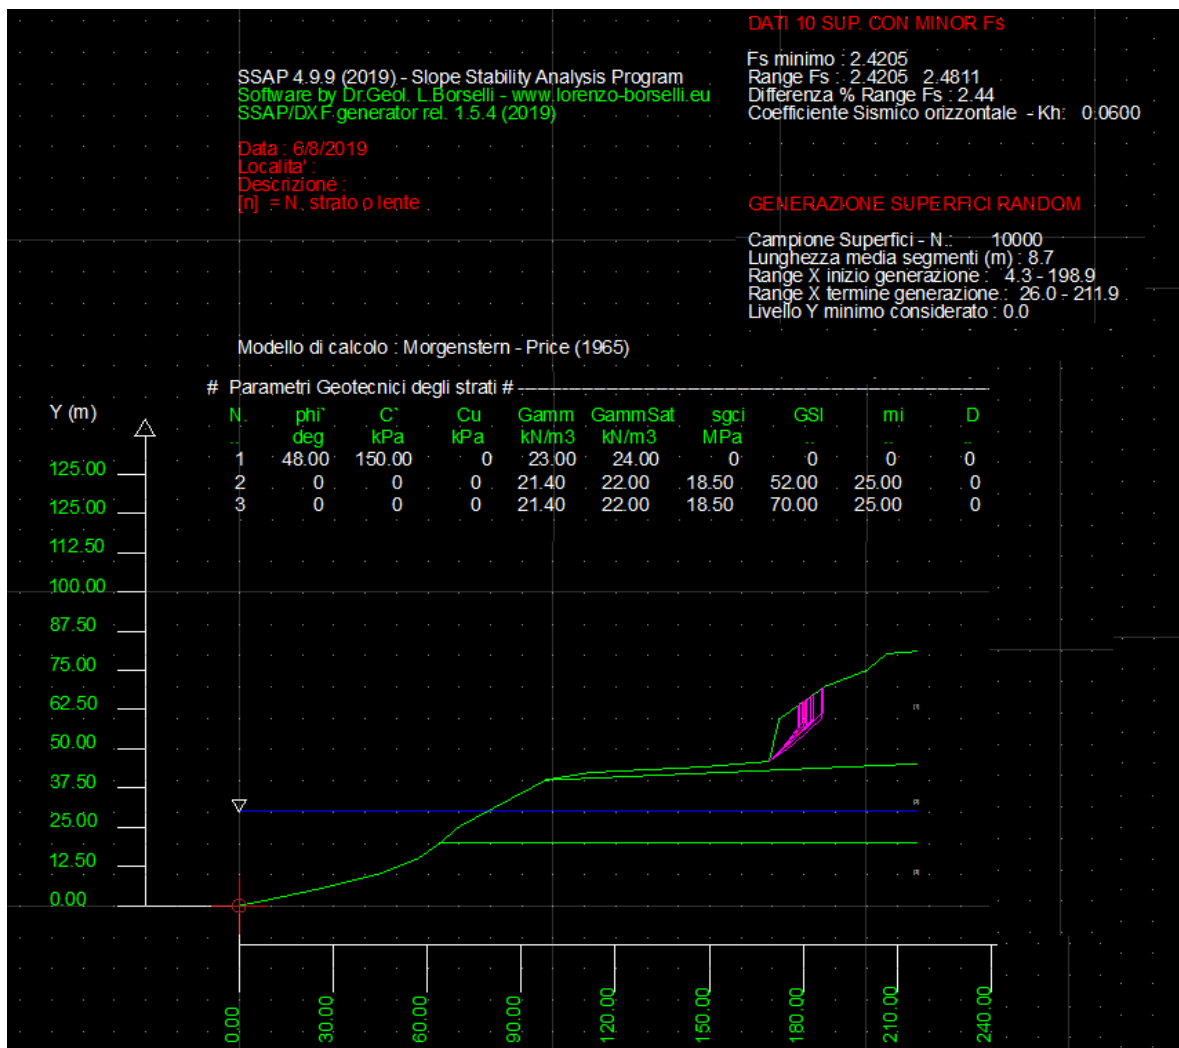 DATI 10 SUP. CON MINOR Fs
Fs minimo : 2.4205
Range Fs : 2.4205 2.4811
Differenza % Range Fs : 2.44
Coefficiente Sismico orizzontale - Kh: 0.0600
SSAP 4.9.9 (2019) - Slope Stability Analysis Program
Software by Dr.Geol. L.Borselli - www.lorenzo-borselli.eu
SSAP/DXF generator rel. 1.5.4 (2019)
Data : 6/8/2019
Localita' :
Descrizione :
[n] = N. strato o lente
GENERAZIONE SUPERFICI RANDOM
Campione Superfici - N.: 10000
Lunghezza media segmenti (m) : 8.7
Range X inizio generazione : 4.3 - 198.9
Range X termine generazione : 26.0 - 211.9
Livello Y minimo considerato : 0.0
Modello di calcolo : Morgenstern - Price (1965)
# Parametri Geotecnici degli strati #
N. phi` C` Cu Gamm GammSat sgci GSI mi D
.. deg kPa kPa kN/m3 kN/m3 MPa .. .. ..
1 48.00 150.00 0 23.00 24.00 0 0 0 0
2 0 0 0 21.40 22.00 18.50 52.00 25.00 0
3 0 0 0 21.40 22.00 18.50 70.00 25.00 0
Y (m)
125.00
125.00
112.50
100.00
87.50
75.00
62.50
50.00
37.50
25.00
12.50
0.00
0.00 30.00 60.00 90.00 120.00 150.00 180.00 210.00 240.00